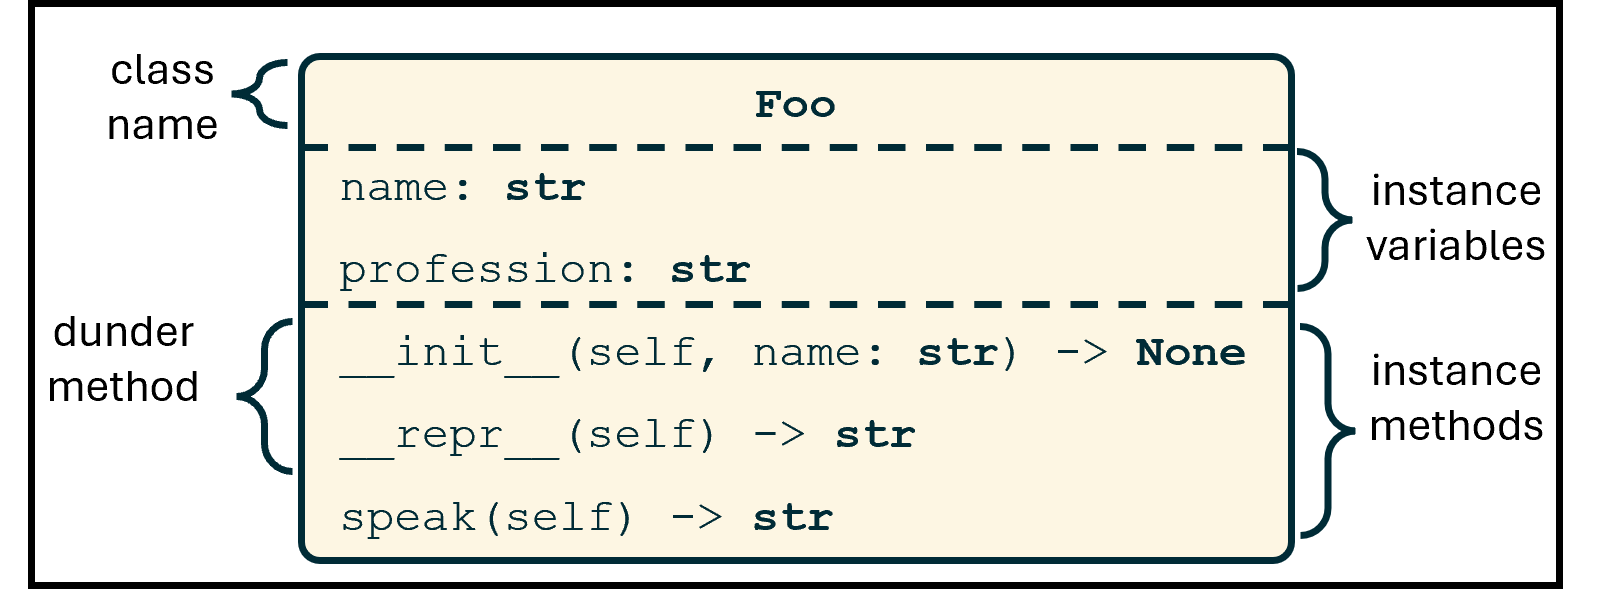 class
name
Foo
name: str
profession: str
instance
variables
dunder
method
__init__(self, name: str) -> None
__repr__(self) -> str
speak(self) -> str
instance
methods